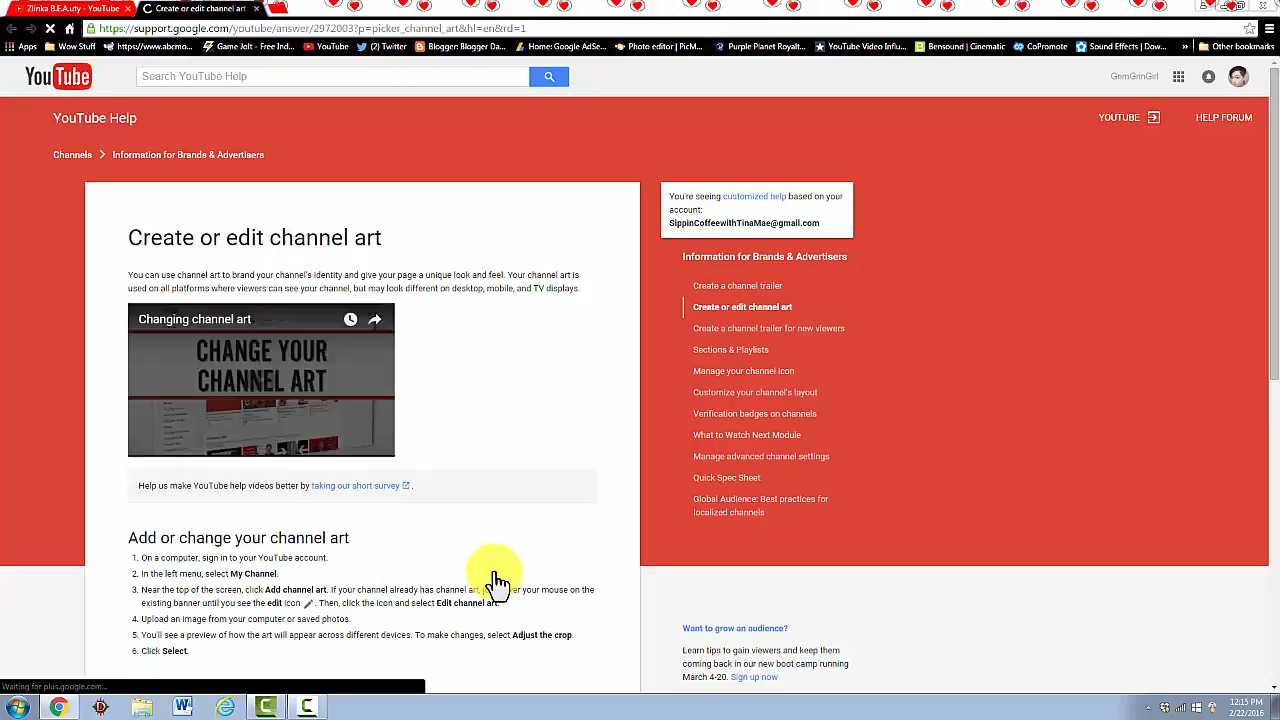 Zlinka B.E.A.uty - YouTube
Create or edit channel art
https://support.google.com/youtube/answer/2972003?p=picker_channel_art&hl=en&rd=1
Apps
Wow Stuff
https://www.abcmo...
Game Jolt - Free Ind...
YouTube
(2) Twitter
Blogger: Blogger Da...
Home: Google AdSe...
Photo editor | PicM...
Purple Planet Royalt...
YouTube Video Influ...
Bensound | Cinematic
CoPromote
Sound Effects | Dow...
»
Other bookmarks
YouTube
Search YouTube Help
GrimGrimGirl
YouTube Help
YOUTUBE
HELP FORUM
Channels
Information for Brands & Advertisers
Create or edit channel art
You can use channel art to brand your channel's identity and give your page a unique look and feel. Your channel art is
used on all platforms where viewers can see your channel, but may look different on desktop, mobile, and TV displays.
Changing channel art
CHANGE YOUR
CHANNEL ART
Help us make YouTube help videos better by taking our short survey.
Add or change your channel art
1. On a computer, sign in to your YouTube account.
2. In the left menu, select My Channel.
3. Near the top of the screen, click Add channel art. If your channel already has channel art, your mouse on the
existing banner until you see the edit icon . Then, click the icon and select Edit channel art.
4. Upload an image from your computer or saved photos.
5. You'll see a preview of how the art will appear across different devices. To make changes, select Adjust the crop.
6. Click Select.
You're seeing customized help based on your
account:
SippinCoffeewithTinaMae@gmail.com
Information for Brands & Advertisers
Create a channel trailer
Create or edit channel art
Create a channel trailer for new viewers
Sections & Playlists
Manage your channel icon
Customize your channel's layout
Verification badges on channels
What to Watch Next Module
Manage advanced channel settings
Quick Spec Sheet
Global Audience: Best practices for
localized channels
Want to grow an audience?
Learn tips to gain viewers and keep them
coming back in our new boot camp running
March 4-20. Sign up now
Waiting for plus.google.com...
12:15 PM
2/22/2016